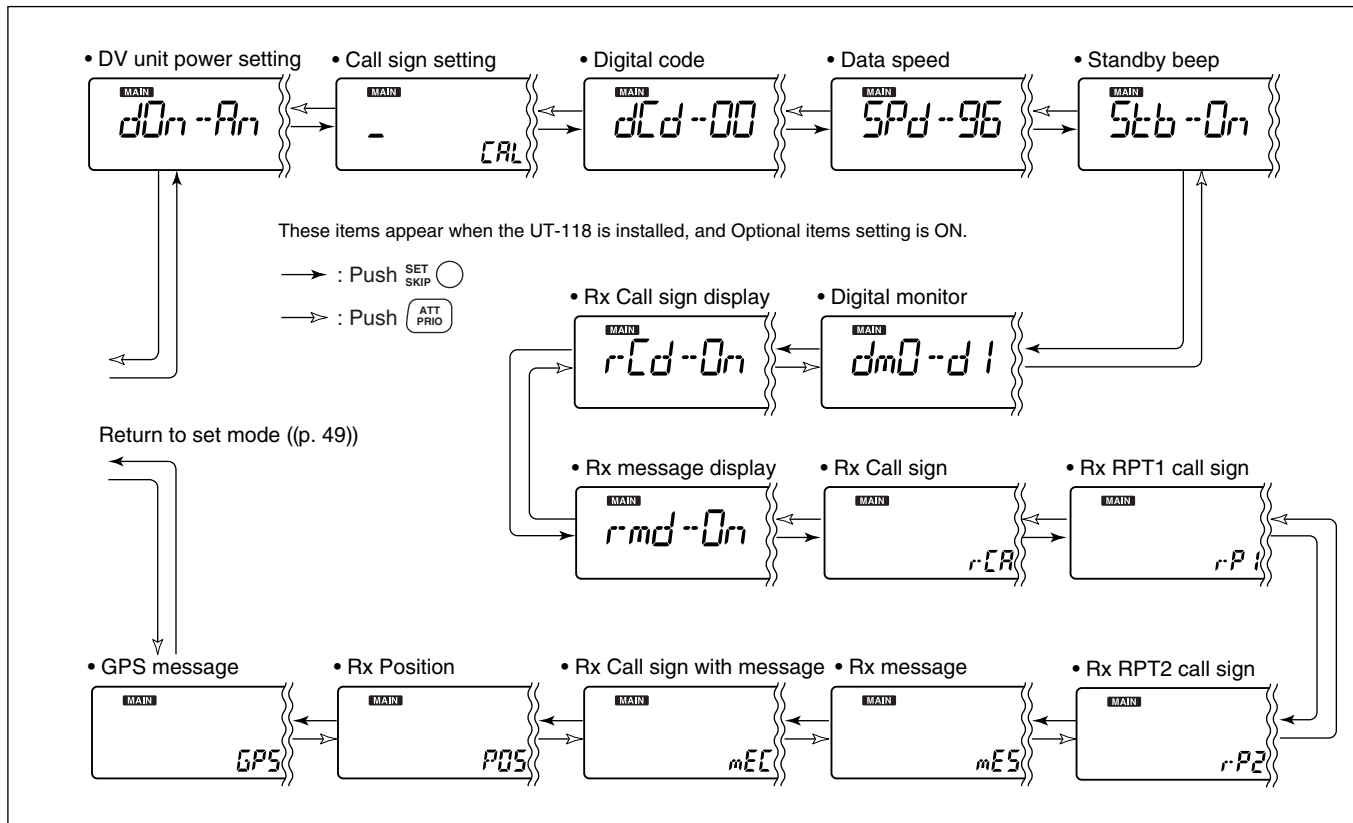 • DV unit power setting
MAIN
dOn-An
• Call sign setting
MAIN
_
CAL
• Digital code
MAIN
dCd-00
• Data speed
MAIN
SPd-96
• Standby beep
MAIN
Stb-On
These items appear when the UT-118 is installed, and Optional items setting is ON.
: Push SET SKIP
: Push ATT PRIO
• Rx Call sign display
MAIN
rCd-On
• Digital monitor
MAIN
dmO-d1
Return to set mode ((p. 49))
• Rx message display
MAIN
rmd-On
• Rx Call sign
MAIN
rCA
• Rx RPT1 call sign
MAIN
rP1
• GPS message
MAIN
GPS
• Rx Position
MAIN
POS
• Rx Call sign with message
MAIN
mEC
• Rx message
MAIN
mES
• Rx RPT2 call sign
MAIN
rP2